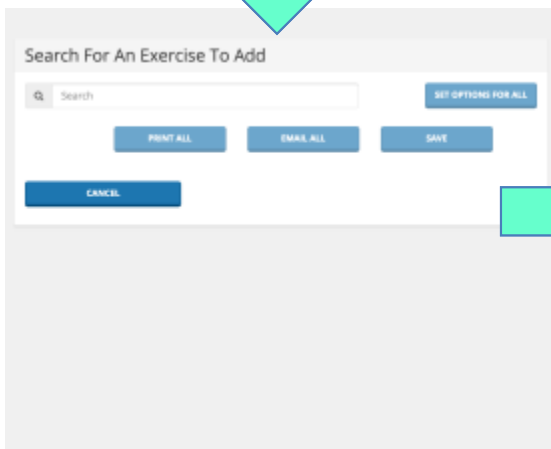 Search For An Exercise To Add
Search
SET OPTIONS FOR ALL
PRINT ALL
EMAIL ALL
SAVE
CANCEL